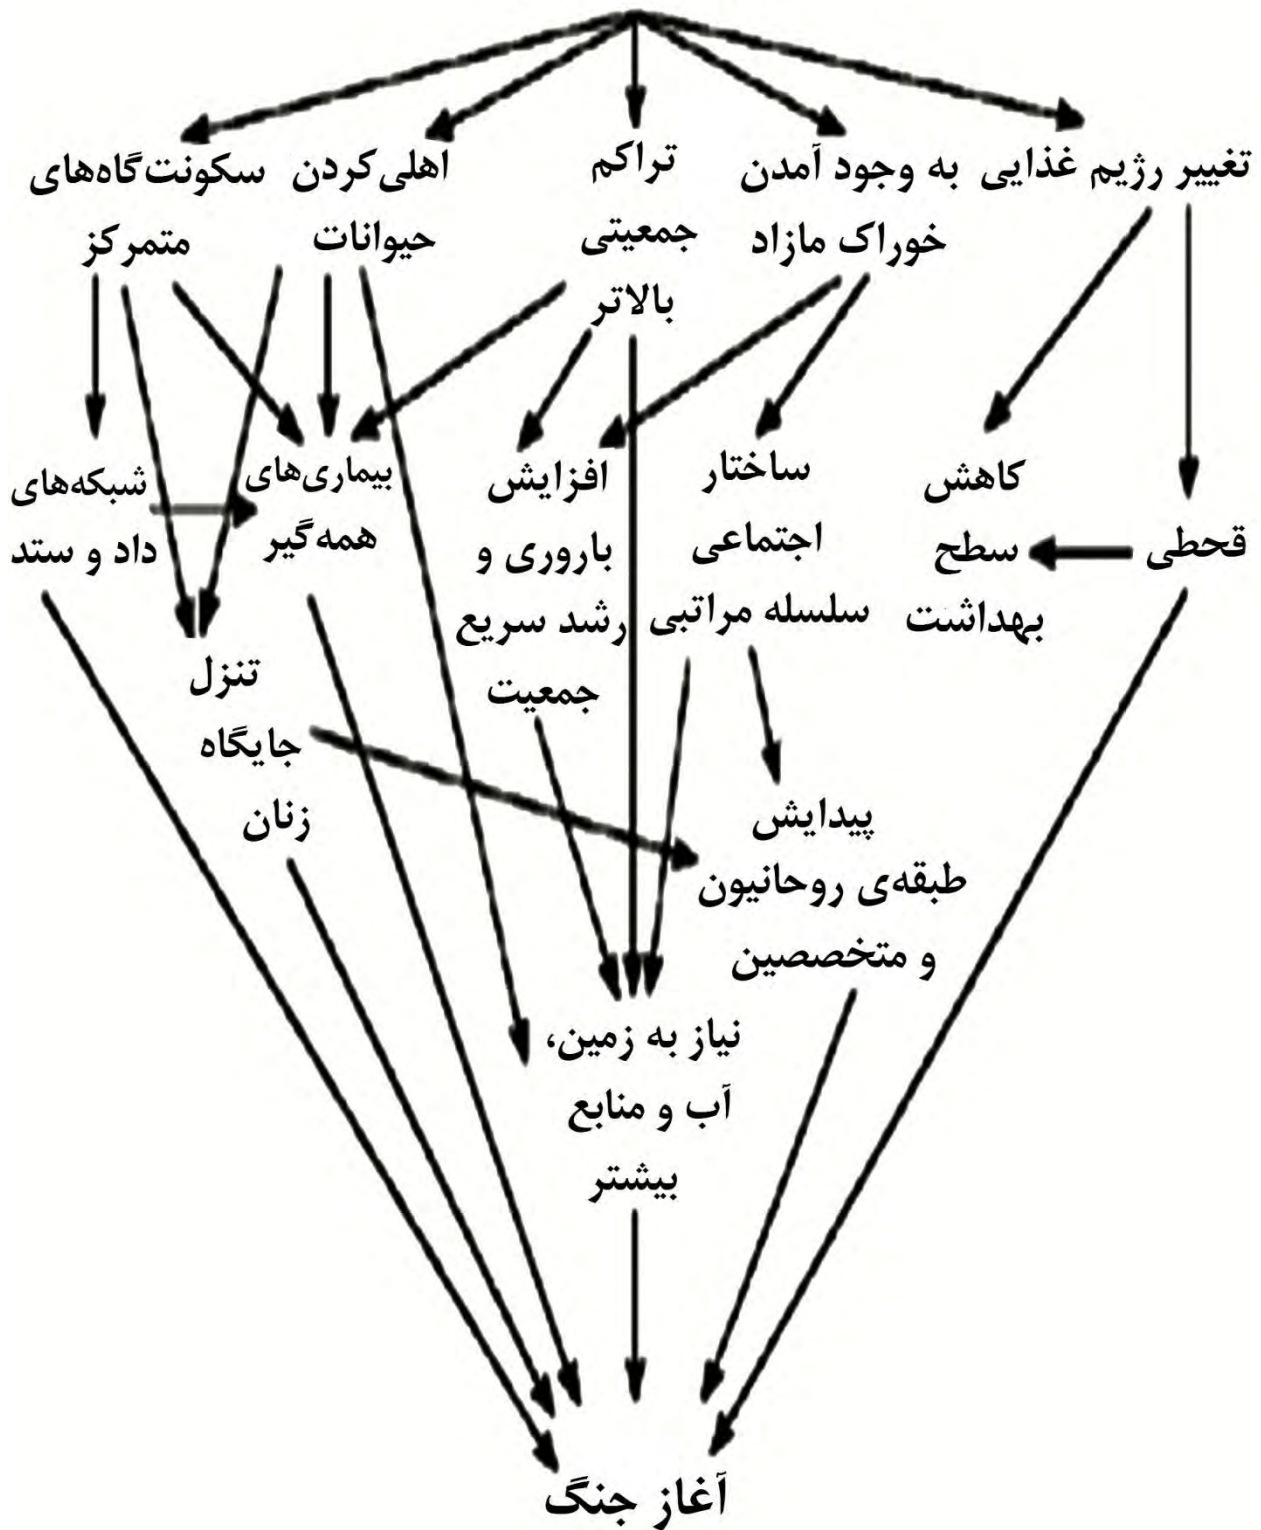 تغییر رژیم غذایی
به وجود آمدن
خوراک مازاد
تراکم
جمعیتی
بالاتر
اهلی‌کردن
حیوانات
سکونت‌گاه‌های
متمرکز
قحطی
کاهش
سطح
بهداشت
ساختار
اجتماعی
سلسله مراتبی
افزایش
باروری و
رشد سریع
جمعیت
بیماری‌های
همه‌گیر
شبکه‌های
داد و ستد
تنزل
جایگاه
زنان
پیدایش
طبقه‌ی روحانیون
و متخصصین
نیاز به زمین،
آب و منابع
بیشتر
آغاز جنگ